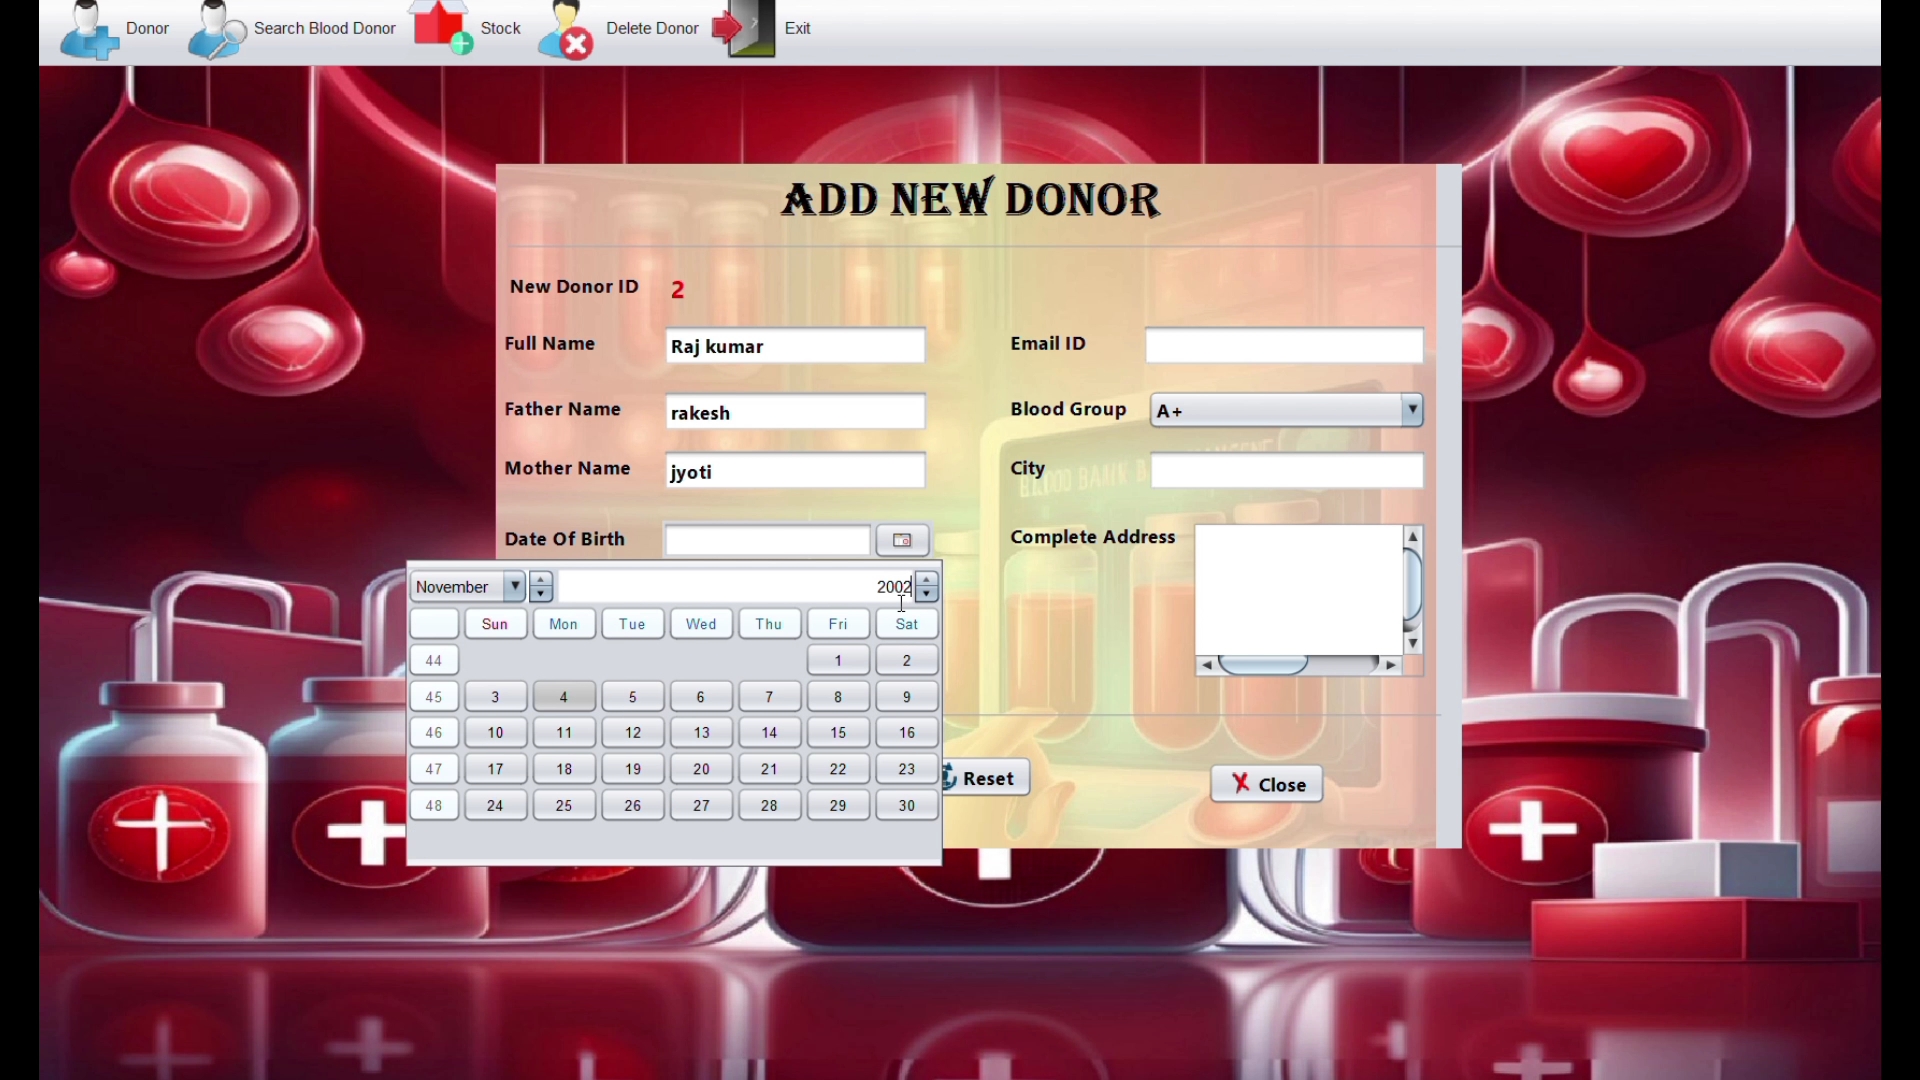 Donor Search Blood Donor Stock Delete Donor Exit
ADD NEW DONOR
New Donor ID 2
Full Name Raj kumar Email ID
Father Name rakesh Blood Group A+
Mother Name jyoti City
BLOOD BANK
Date Of Birth Complete Address
November 2002
Sun Mon Tue Wed Thu Fri Sat
44 1 2
45 3 4 5 6 7 8 9
46 10 11 12 13 14 15 16
47 17 18 19 20 21 22 23
48 24 25 26 27 28 29 30
Reset X Close